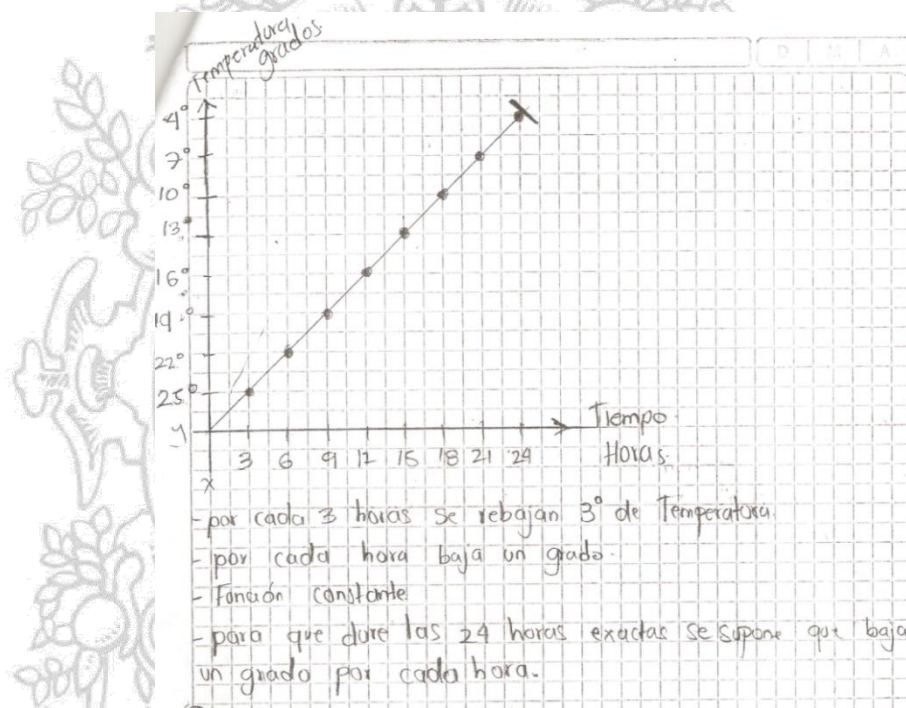 Temperatura
grados
D M A
4°
7°
10°
13°
16°
19°
22°
25°
y
Tiempo
3 6 9 12 15 18 21 24 Horas
x
- por cada 3 horas se rebajan 3° de Temperatura.
- por cada hora baja un grado.
- Función constante
- para que dure las 24 horas exactas se supone que baja
un grado por cada hora.